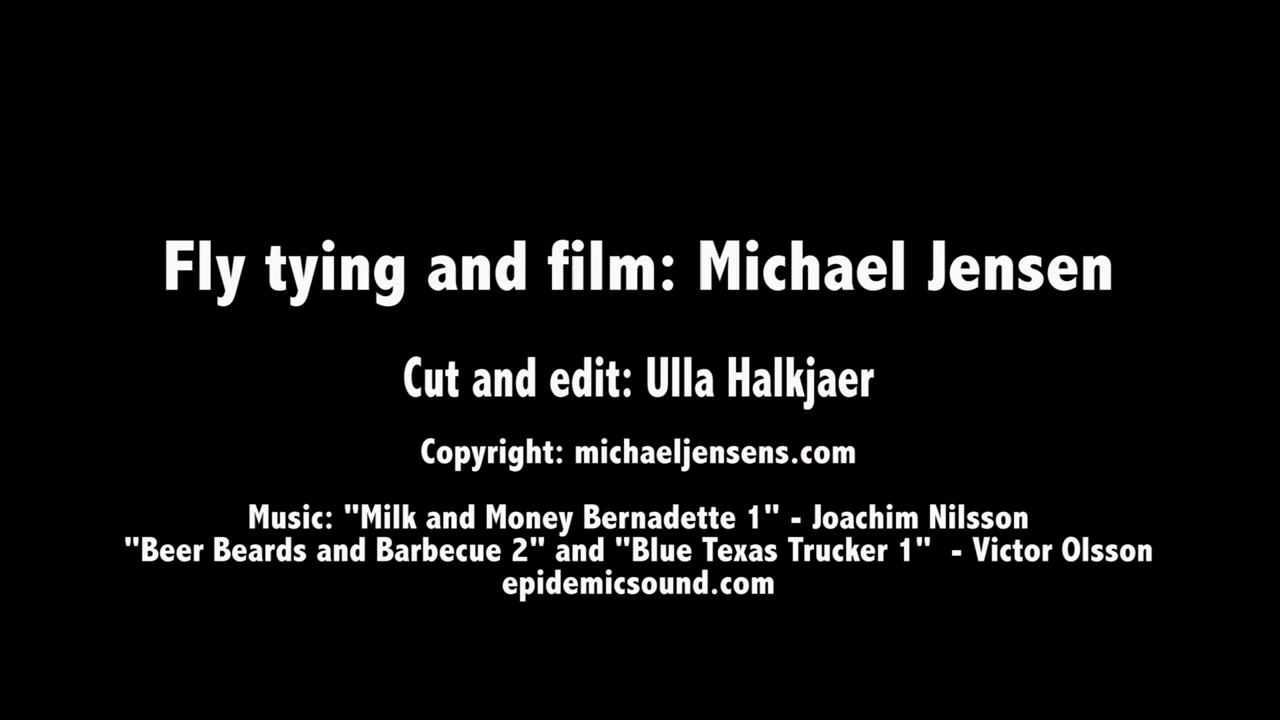 Fly tying and film: Michael Jensen
Cut and edit: Ulla Halkjaer
Copyright: michaeljensens.com
Music: "Milk and Money Bernadette 1" - Joachim Nilsson
"Beer Beards and Barbecue 2" and "Blue Texas Trucker 1"  - Victor Olsson
epidemicsound.com